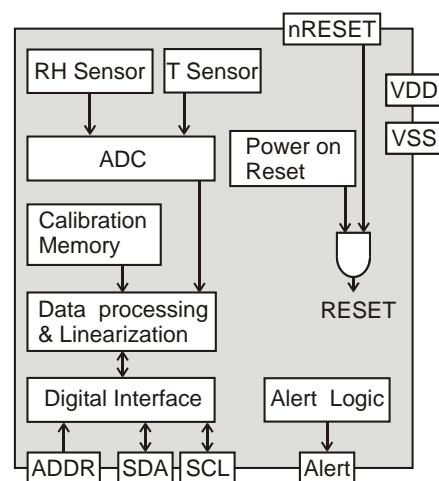 nRESET
RH Sensor
T Sensor
VDD
VSS
ADC
Power on
Reset
Calibration
Memory
RESET
Data processing
& Linearization
Digital Interface
Alert Logic
ADDR
SDA
SCL
Alert